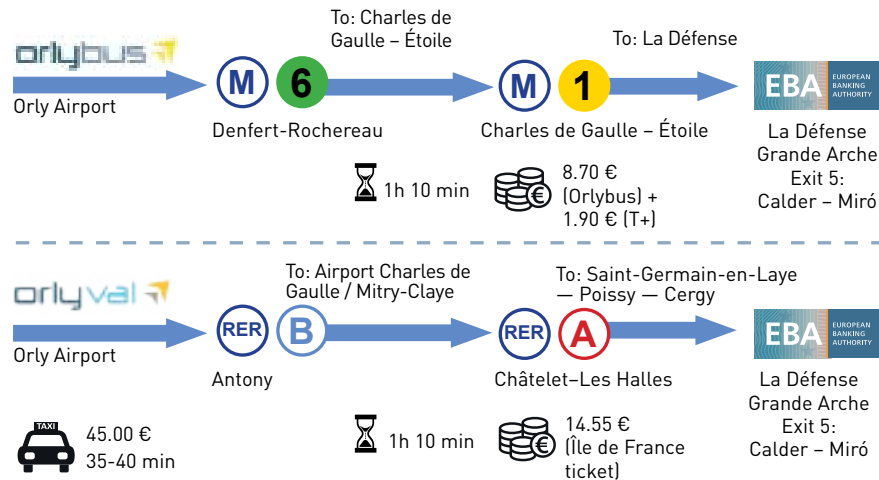 orlybus
Orly Airport
M 6
Denfert-Rochereau
To: Charles de
Gaulle – Étoile
M 1
Charles de Gaulle – Étoile
To: La Défense
EBA EUROPEAN
BANKING
AUTHORITY
La Défense
Grande Arche
Exit 5:
Calder – Miró
1h 10 min
€
8.70 €
(Orlybus) +
1.90 € (T+)
orlyval
Orly Airport
RER B
Antony
To: Airport Charles de
Gaulle / Mitry-Claye
RER A
Châtelet–Les Halles
To: Saint-Germain-en-Laye
— Poissy — Cergy
EBA EUROPEAN
BANKING
AUTHORITY
La Défense
Grande Arche
Exit 5:
Calder – Miró
TAXI
45.00 €
35-40 min
1h 10 min
€
14.55 €
(Île de France
ticket)